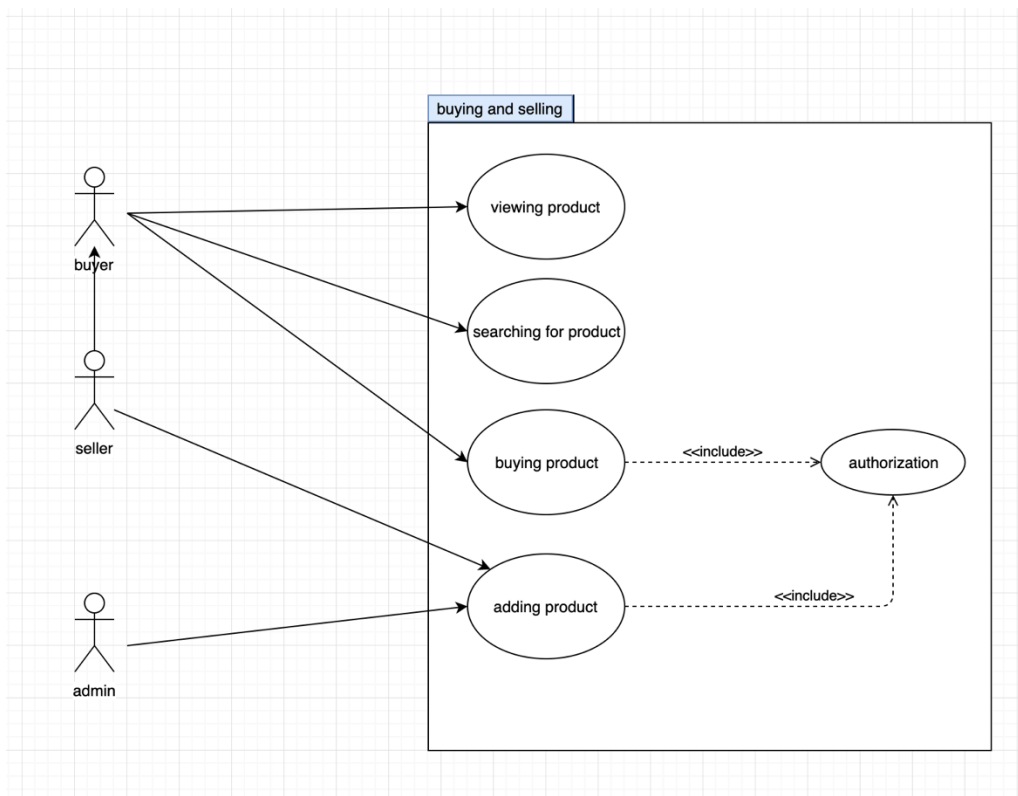 buying and selling
viewing product
buyer
searching for product
seller
buying product
<<include>>
authorization
adding product
<<include>>
admin